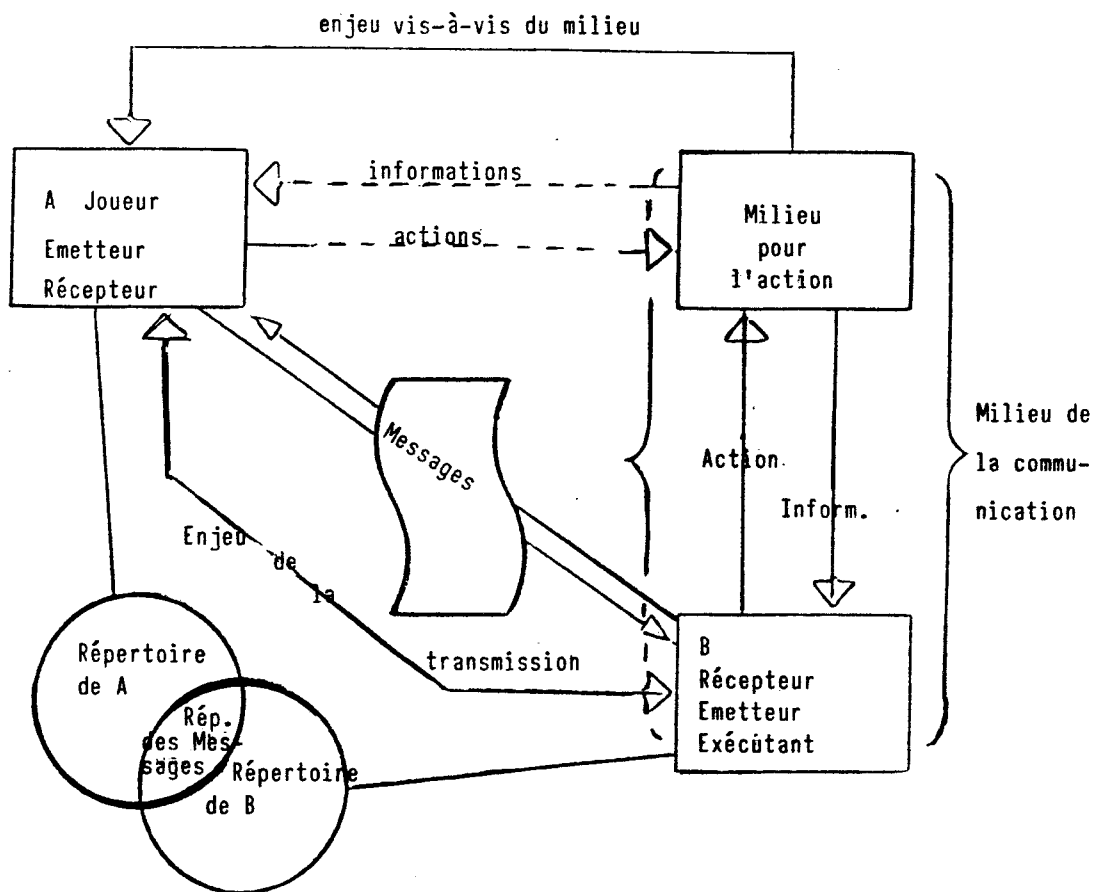 enjeu vis-à-vis du milieu
A Joueur
Emetteur
Récepteur
informations
actions
Milieu
pour
l'action
Messages
Action
Inform.
Milieu de
la commu-
nication
Enjeu
de
la
transmission
B
Récepteur
Emetteur
Exécutant
Répertoire
de A
Rép.
des Mes-
sages
Répertoire
de B